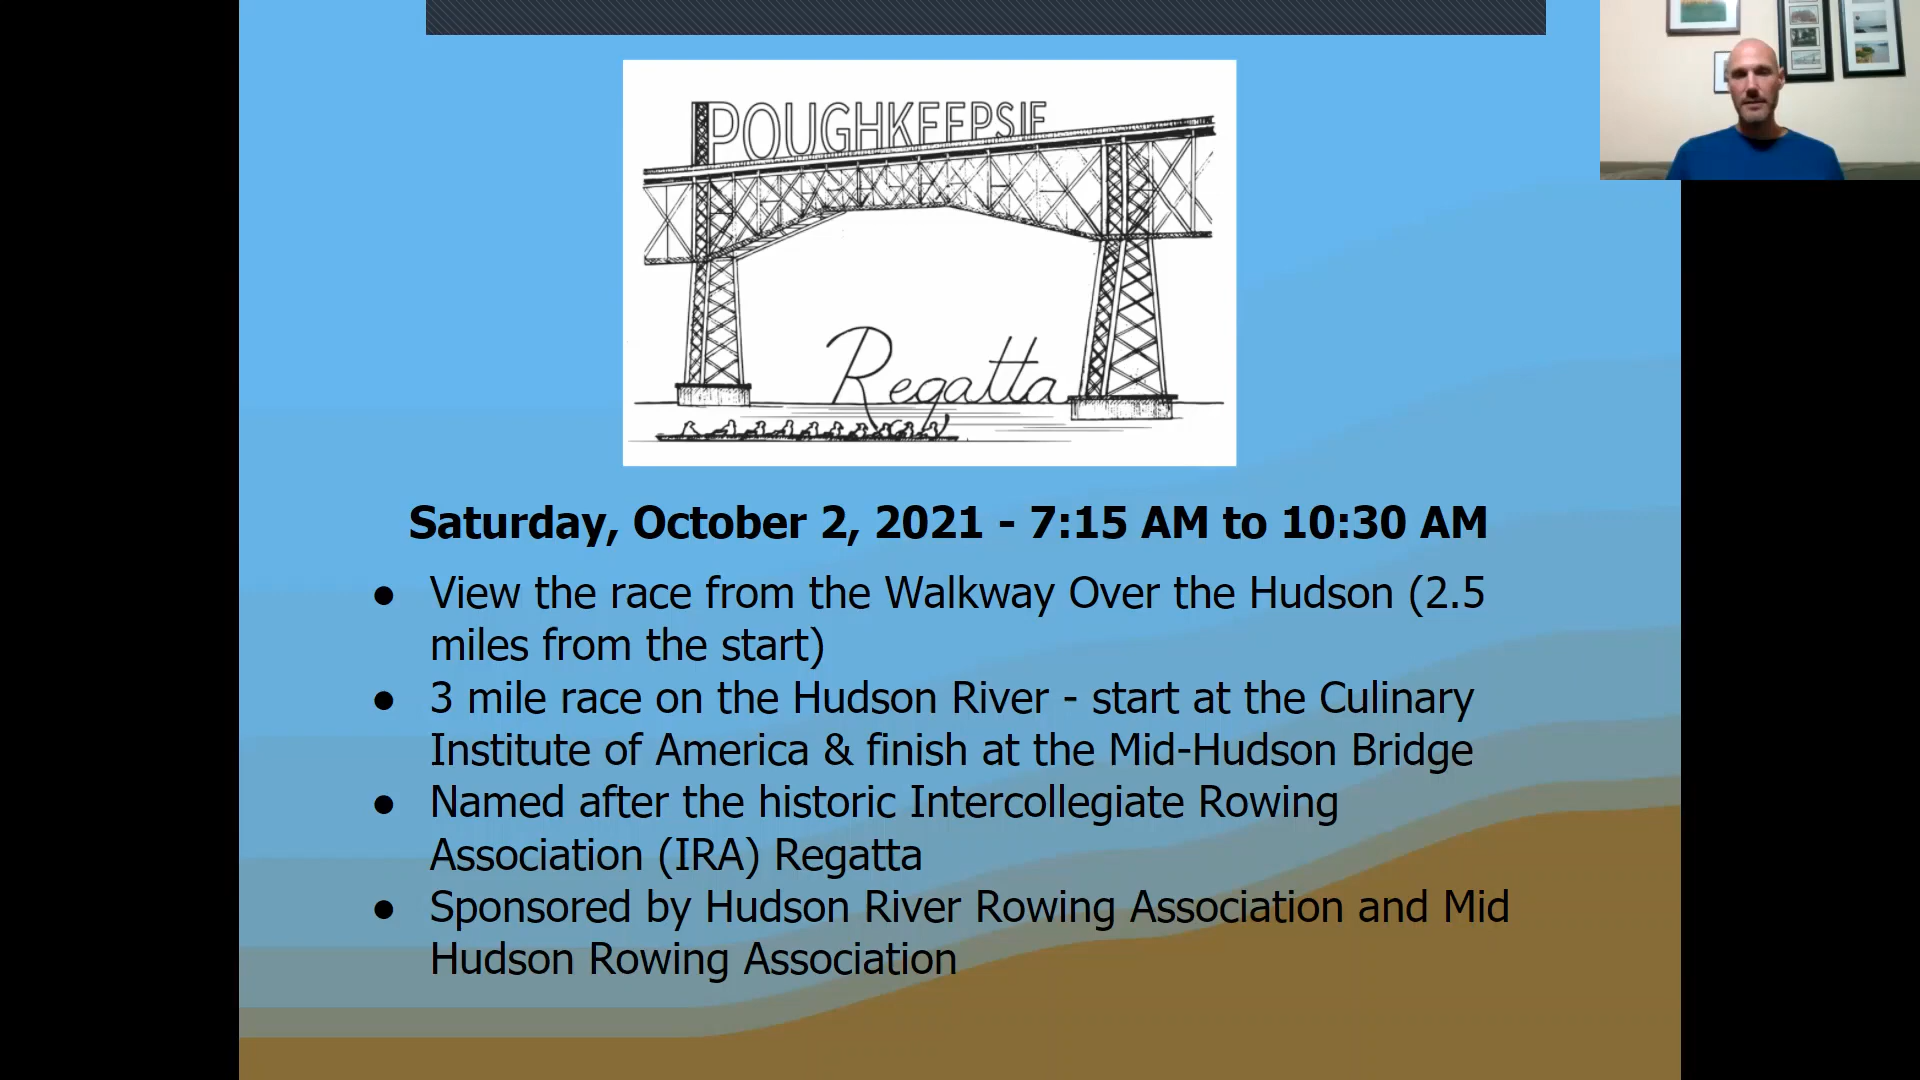 POUGHKEEPSIE
Regatta
Saturday, October 2, 2021 - 7:15 AM to 10:30 AM
● View the race from the Walkway Over the Hudson (2.5
miles from the start)
● 3 mile race on the Hudson River - start at the Culinary
Institute of America & finish at the Mid-Hudson Bridge
● Named after the historic Intercollegiate Rowing
Association (IRA) Regatta
● Sponsored by Hudson River Rowing Association and Mid
Hudson Rowing Association